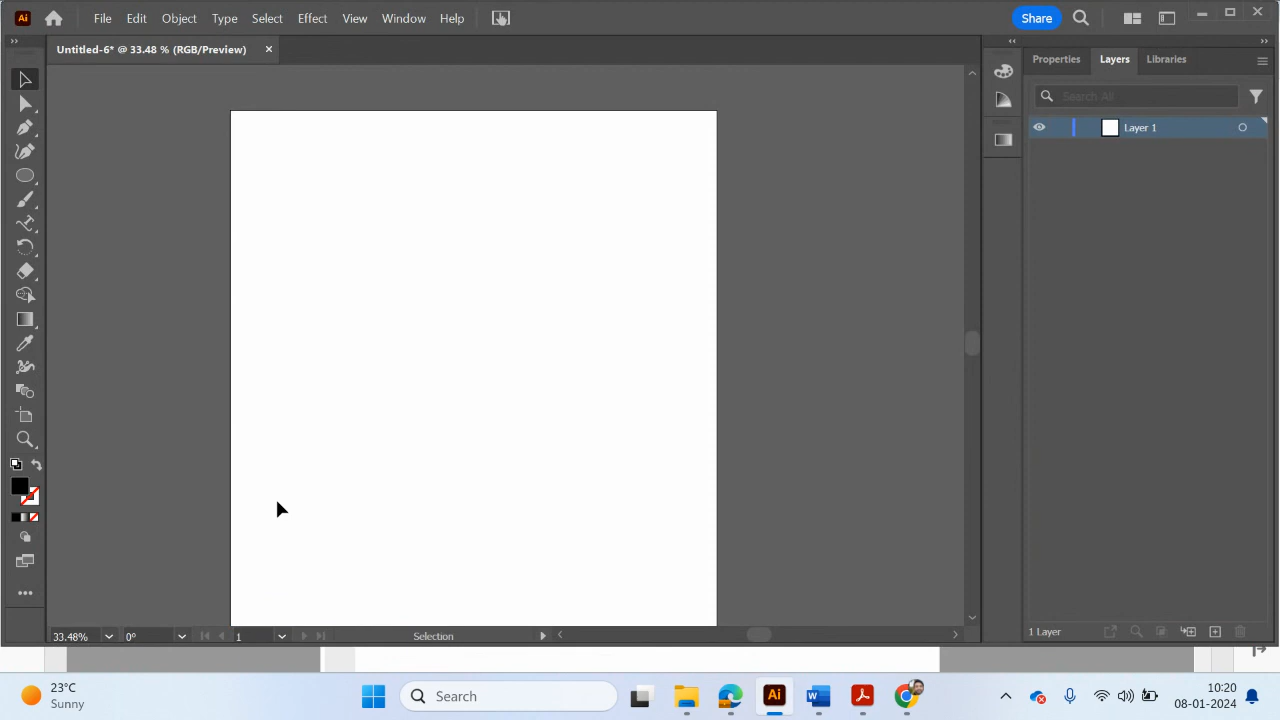 Ai File Edit Object Type Select Effect View Window Help Share
Untitled-6* @ 33.48 % (RGB/Preview)
Properties Layers Libraries
Search All
Layer 1
33.48% 0° 1 Selection
1 Layer
23°C
Sunny
Search
Ai
10:20
08-01-2024